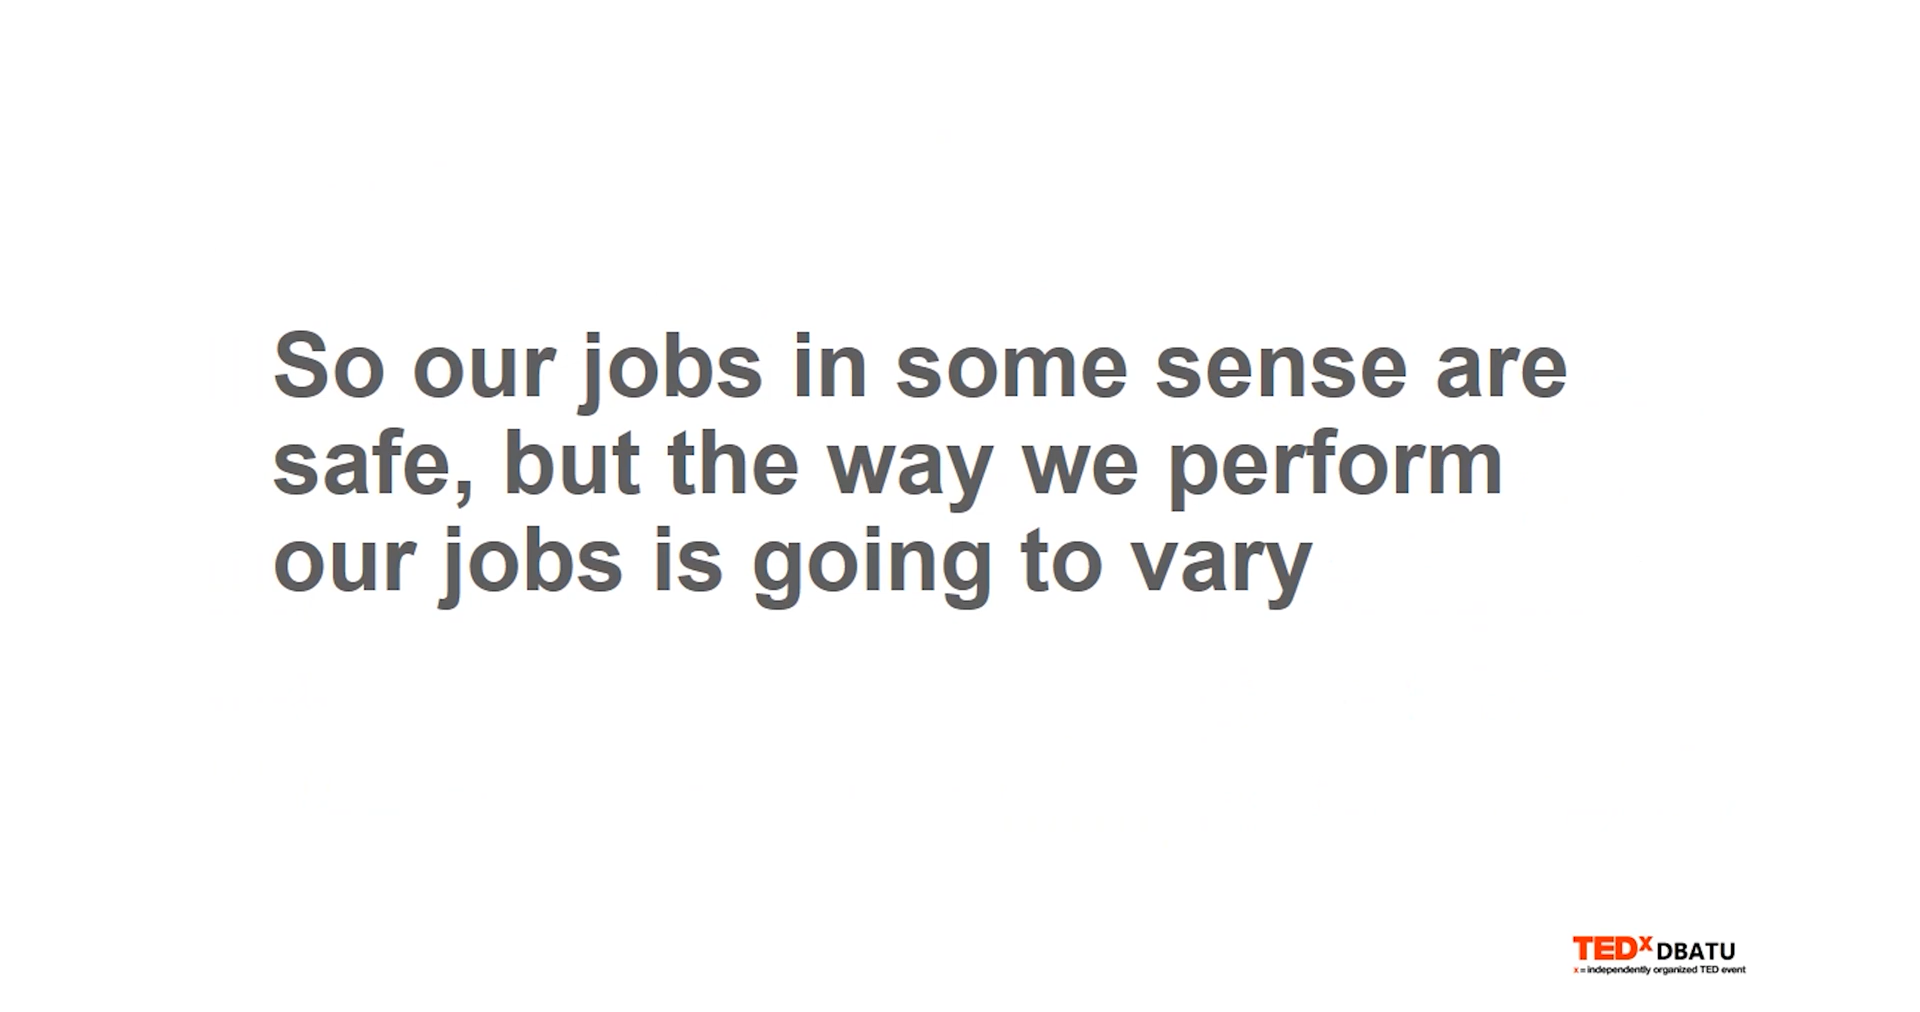 So our jobs in some sense are
safe, but the way we perform
our jobs is going to vary
TEDx DBATU
x = independently organized TED event